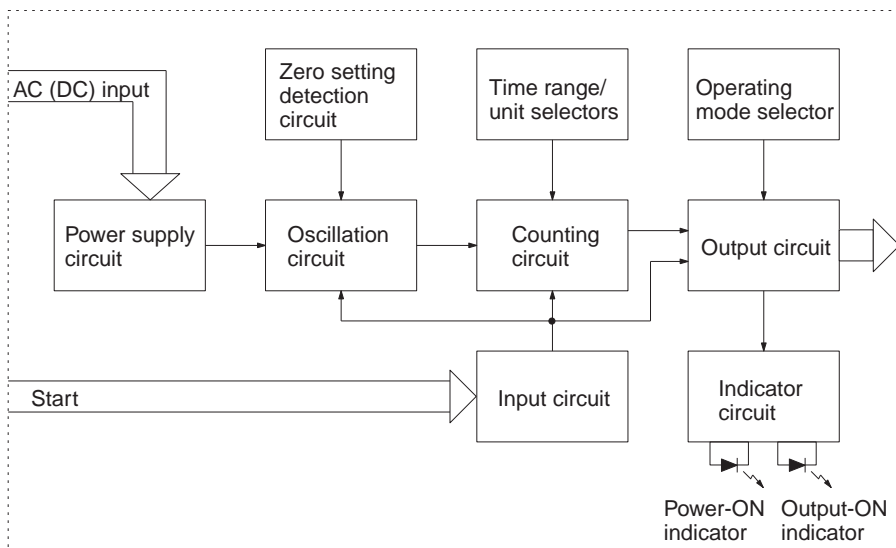 AC (DC) input
Zero setting
detection
circuit
Time range/
unit selectors
Operating
mode selector
Power supply
circuit
Oscillation
circuit
Counting
circuit
Output circuit
Start
Input circuit
Indicator
circuit
Power-ON
indicator
Output-ON
indicator